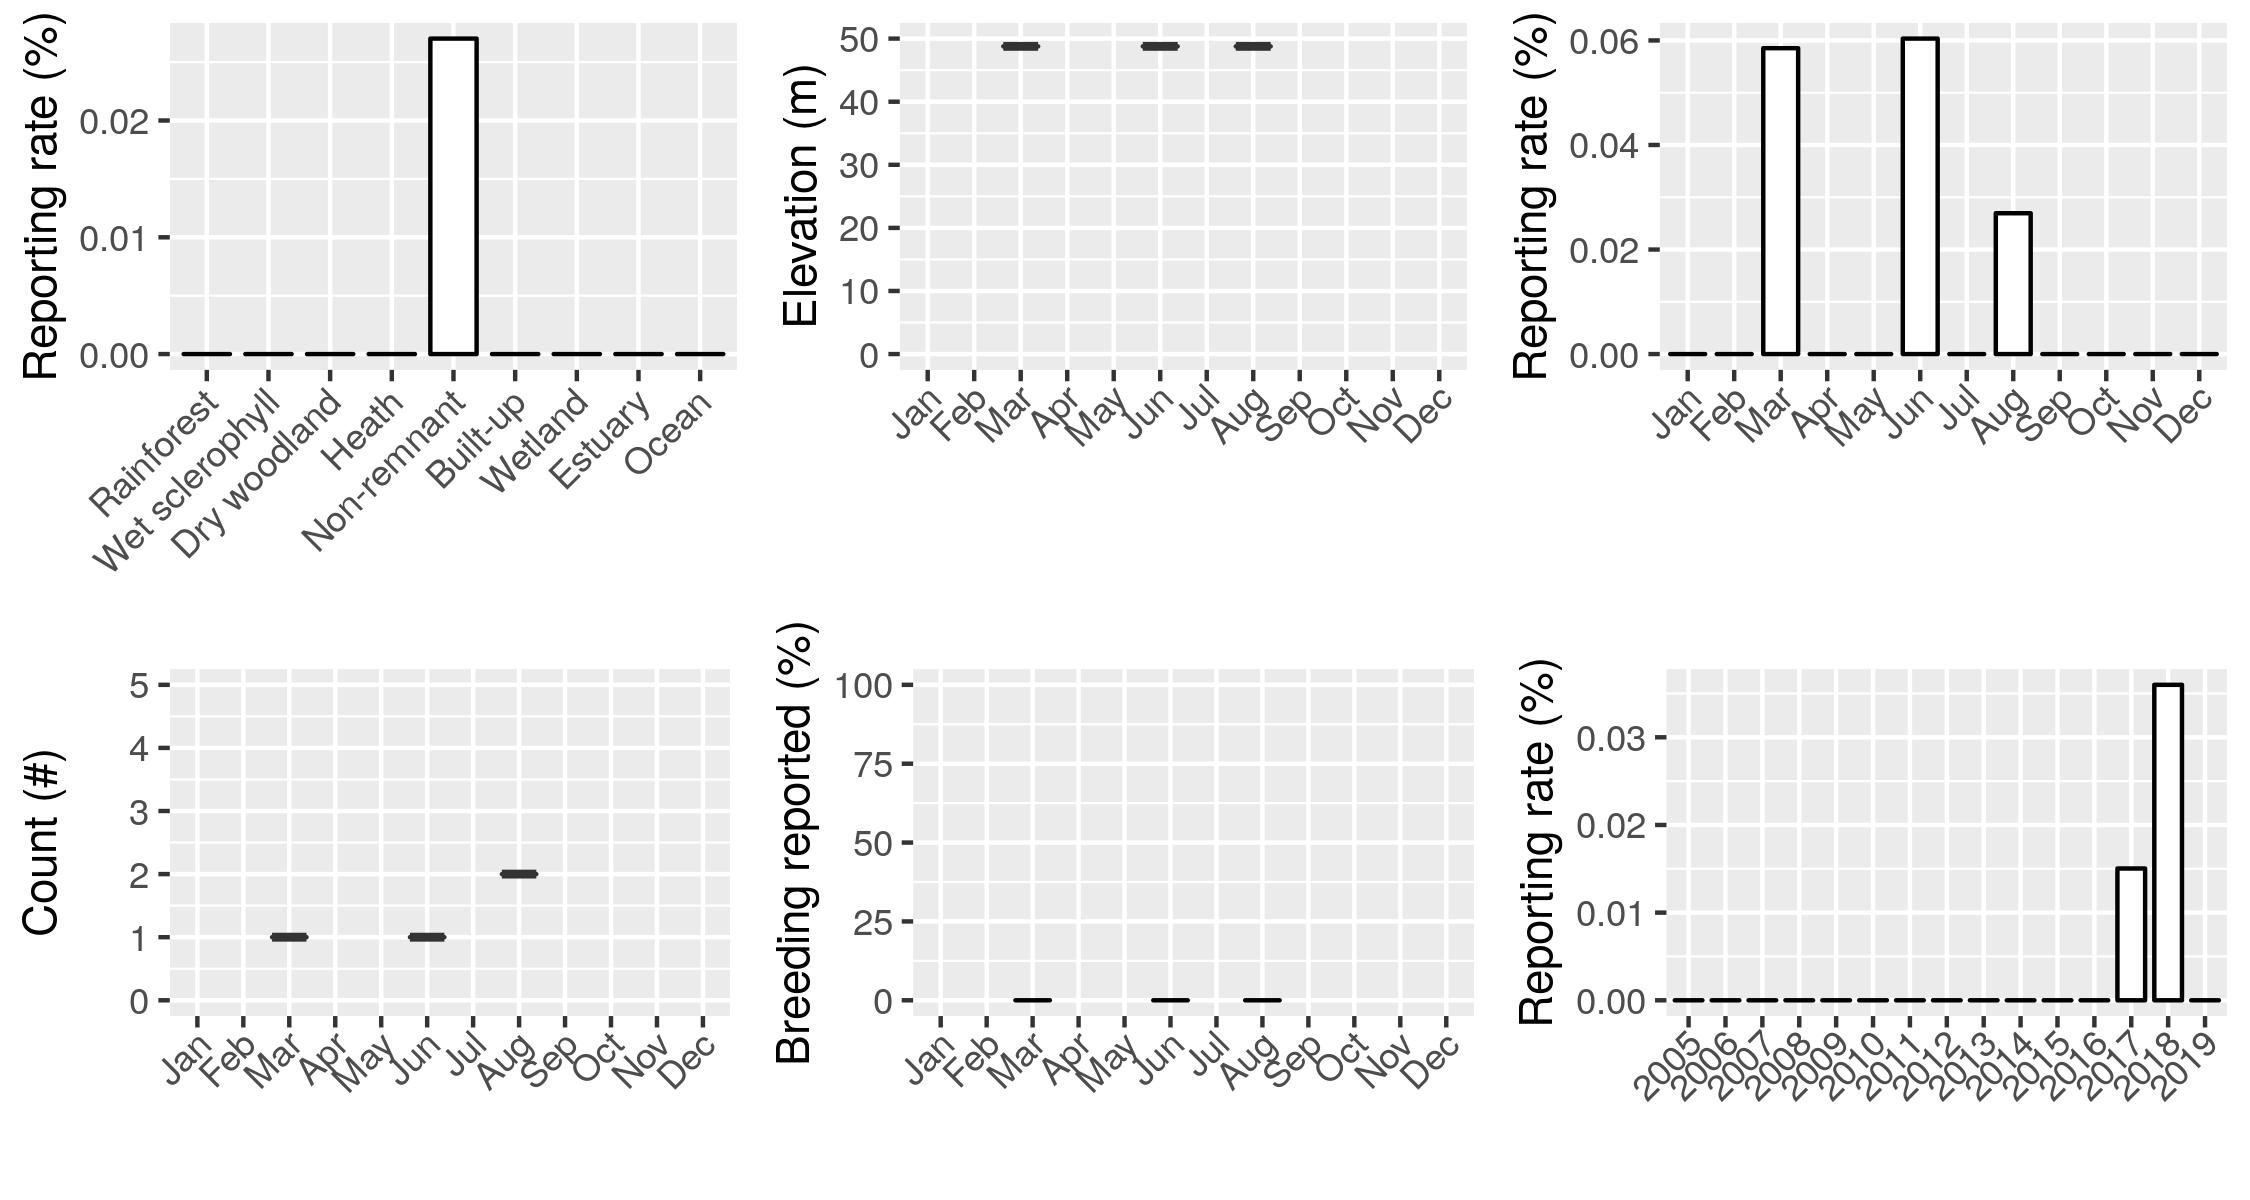 Reporting rate (%)
0.02
0.01
0.00
Rainforest
Wet sclerophyll
Dry woodland
Heath
Non-remnant
Built-up
Wetland
Estuary
Ocean
Elevation (m)
50
40
30
20
10
0
Jan
Feb
Mar
Apr
May
Jun
Jul
Aug
Sep
Oct
Nov
Dec
Reporting rate (%)
0.06
0.04
0.02
0.00
Jan
Feb
Mar
Apr
May
Jun
Jul
Aug
Sep
Oct
Nov
Dec
Count (#)
5
4
3
2
1
0
Jan
Feb
Mar
Apr
May
Jun
Jul
Aug
Sep
Oct
Nov
Dec
Breeding reported (%)
100
75
50
25
0
Jan
Feb
Mar
Apr
May
Jun
Jul
Aug
Sep
Oct
Nov
Dec
Reporting rate (%)
0.03
0.02
0.01
0.00
2005
2006
2007
2008
2009
2010
2011
2012
2013
2014
2015
2016
2017
2018
2019